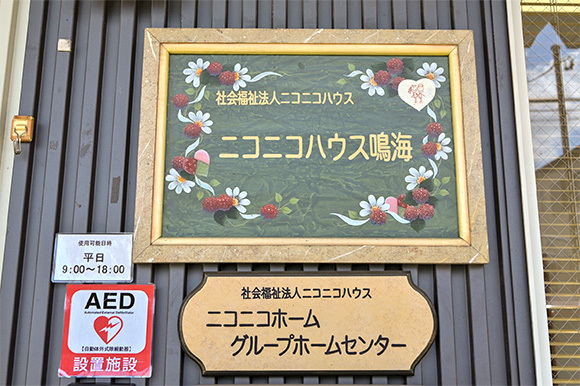 社会福祉法人ニコニコハウス
ニコニコハウス鳴海
使用可能日時
平日
9:00〜18:00
AED
Automated External Defibrillator
【自動体外式除細動器】
設置施設
社会福祉法人ニコニコハウス
ニコニコホーム
グループホームセンター